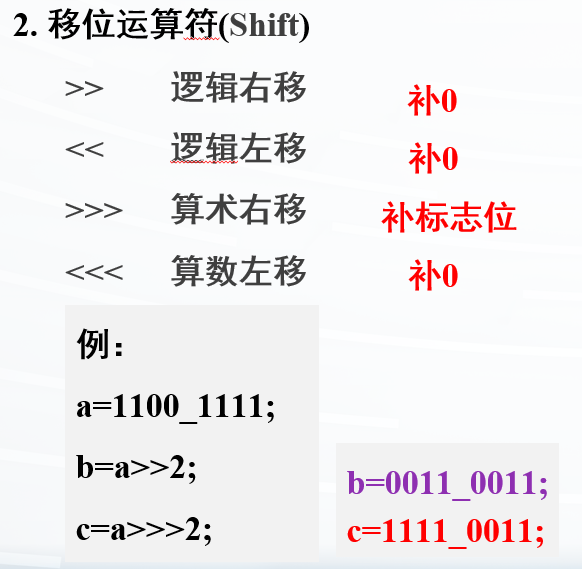 2. 移位运算符(Shift)
>> 逻辑右移 补0
<< 逻辑左移 补0
>>> 算术右移 补标志位
<<< 算数左移 补0
例：
a=1100_1111;
b=a>>2;
c=a>>>2;
b=0011_0011;
c=1111_0011;